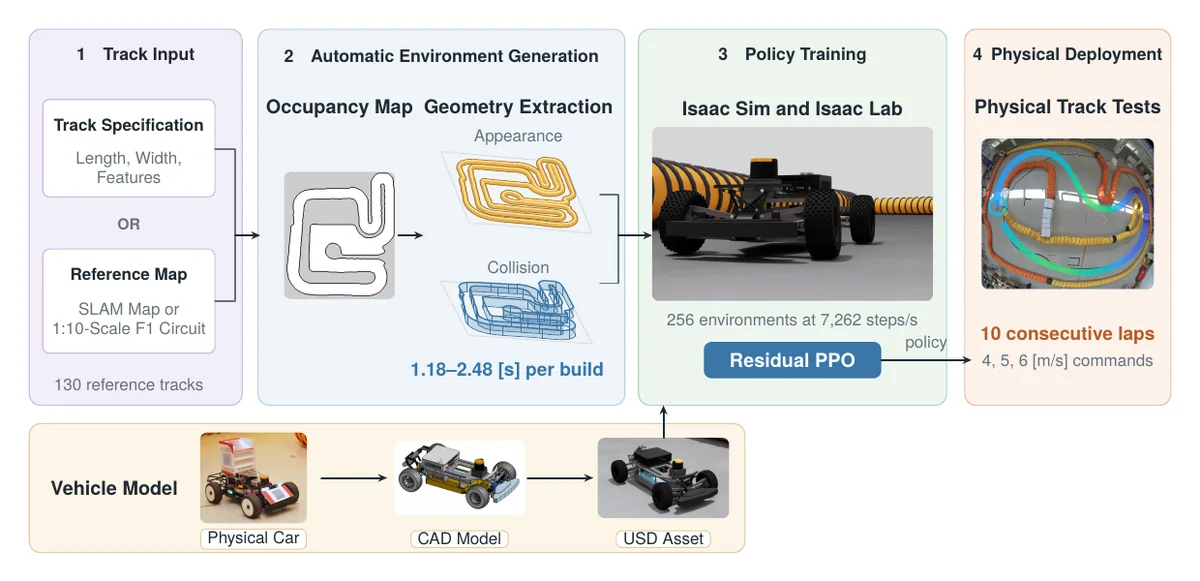 1 Track Input
Track Specification
Length, Width,
Features
OR
Reference Map
SLAM Map or
1:10-Scale F1 Circuit
130 reference tracks
2 Automatic Environment Generation
Occupancy Map
Geometry Extraction
Appearance
Collision
1.18–2.48 [s] per build
3 Policy Training
Isaac Sim and Isaac Lab
256 environments at 7,262 steps/s
Residual PPO
policy
4 Physical Deployment
Physical Track Tests
10 consecutive laps
4, 5, 6 [m/s] commands
Vehicle Model
Physical Car
CAD Model
USD Asset